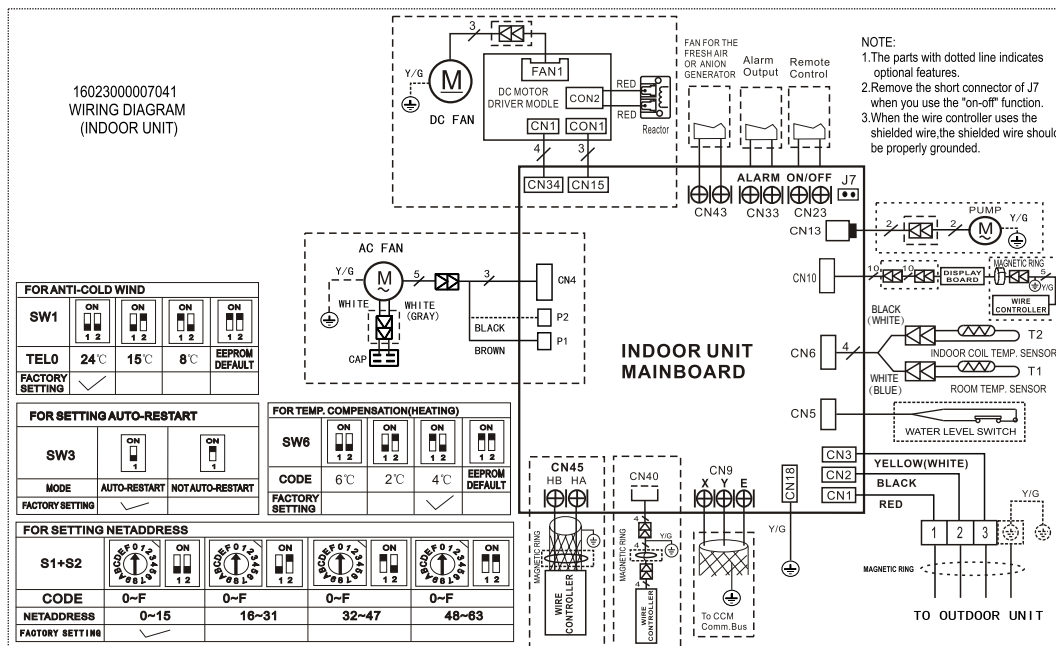 16023000007041
WIRING DIAGRAM
(INDOOR UNIT)
3
Y/G
M
DC FAN
FAN1
DC MOTOR
DRIVER MODLE
CON2
RED
RED
Reactor
CN1
CON1
4
3
CN34
CN15
FAN FOR THE
FRESH AIR
OR ANION
GENERATOR
Alarm
Output
Remote
Control
NOTE:
1.The parts with dotted line indicates
optional features.
2.Remove the short connector of J7
when you use the "on-off" function.
3.When the wire controller uses the
shielded wire,the shielded wire should
be properly grounded.
ALARM ON/OFF
J7
CN43
CN33
CN23
CN13
2
2
PUMP
M
Y/G
AC FAN
Y/G
M
5
3
CN4
WHITE
WHITE
(GRAY)
BLACK
P2
BROWN
P1
CAP
CN10
10
10
DISPLAY
BOARD
MAGNETIC RING
5
Y/G
WIRE
CONTROLLER
INDOOR UNIT
MAINBOARD
BLACK
(WHITE)
CN6
4
T2
INDOOR COIL TEMP. SENSOR
WHITE
(BLUE)
T1
ROOM TEMP. SENSOR
CN5
WATER LEVEL SWITCH
CN3
YELLOW(WHITE)
CN2
BLACK
CN1
RED
CN18
Y/G
1 2 3
Y/G
MAGNETIC RING
TO OUTDOOR UNIT
FOR ANTI-COLD WIND
SW1
ON
1 2
ON
1 2
ON
1 2
ON
1 2
TEL0 24℃ 15℃ 8℃ EEPROM
DEFAULT
FACTORY
SETTING
FOR SETTING AUTO-RESTART
SW3
ON
1
ON
1
MODE AUTO-RESTART NOT AUTO-RESTART
FACTORY SETTING
FOR TEMP. COMPENSATION(HEATING)
SW6
ON
1 2
ON
1 2
ON
1 2
ON
1 2
CODE 6℃ 2℃ 4℃ EEPROM
DEFAULT
FACTORY
SETTING
FOR SETTING NETADDRESS
S1+S2
0123456789ABCDEF
ON
1 2
0123456789ABCDEF
ON
1 2
0123456789ABCDEF
ON
1 2
0123456789ABCDEF
ON
1 2
CODE 0~F 0~F 0~F 0~F
NETADDRESS 0~15 16~31 32~47 48~63
FACTORY SETTING
CN45
HB HA
MAGNETIC RING
WIRE
CONTROLLER
CN40
4
Y/G
MAGNETIC RING
4
WIRE
CONTROLLER
CN9
X Y E
To CCM
Comm.Bus